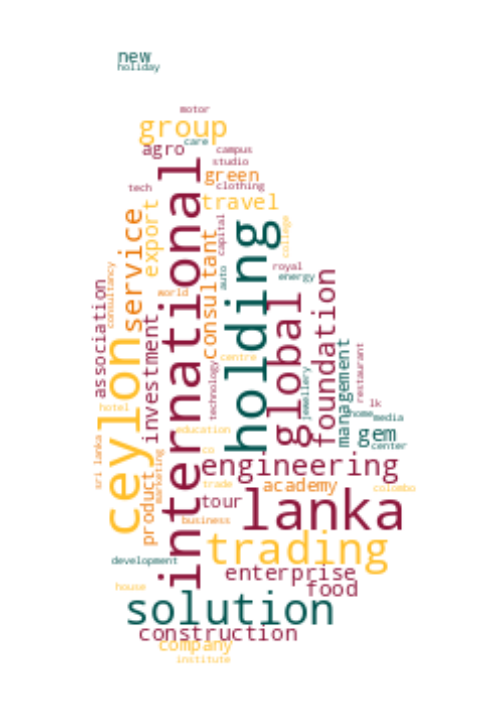 new
holiday
motor
group
care
agro
campus
studio
green
tech
clothing
travel
international
export
service
holding
capital
college
consultant
consultancy
royal
auto
energy
association
world
global
foundation
investment
ceylon
management
restaurant
centre
technology
jewellery
hotel
lk
home
media
education
gem
center
sri lanka
co
marketing
engineering
product
trade
academy
colombo
tour
lanka
business
trading
development
enterprise
food
house
solution
construction
company
institute